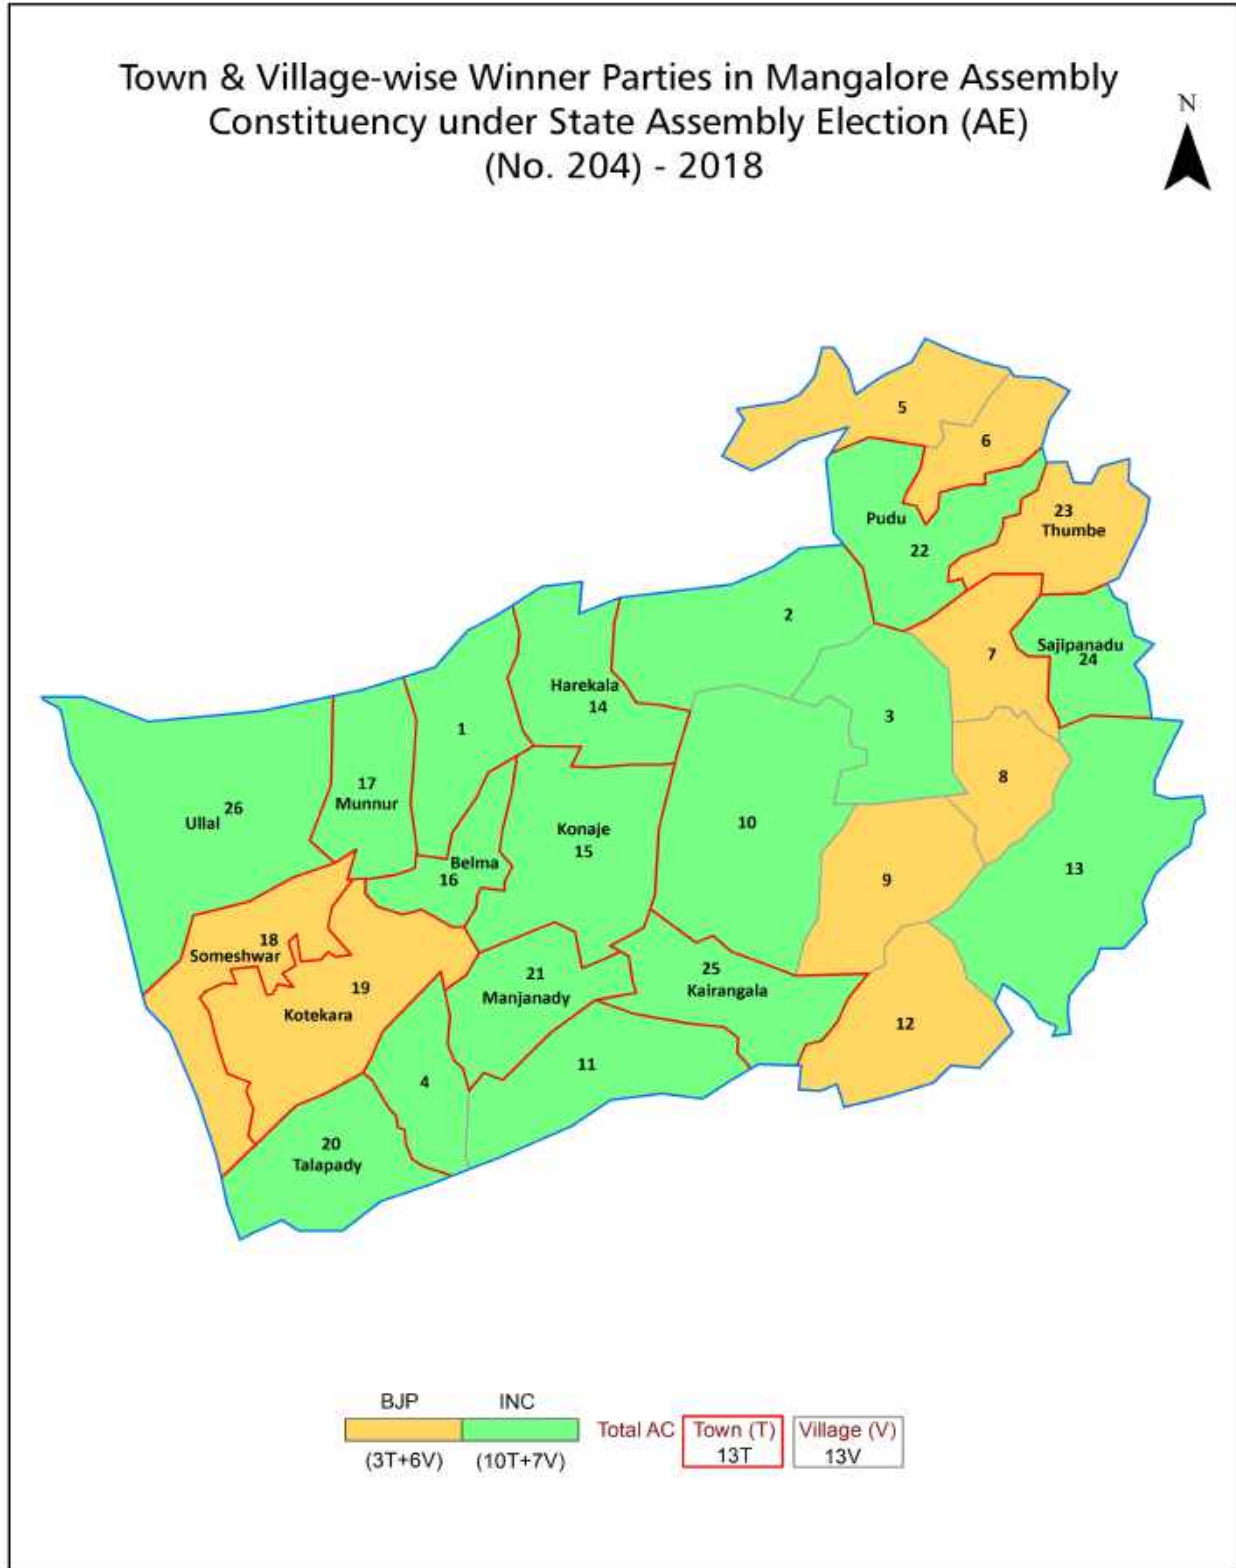 Town & Village-wise Winner Parties in Mangalore Assembly
Constituency under State Assembly Election (AE)
(No. 204) - 2018
N
5
6
23
Thumbe
Pudu
22
2
7
Sajipanadu
24
Harekala
14
3
1
8
17
Munnur
26
Ullal
10
Konaje
15
Belma
16
9
13
18
Someshwar
19
Kotekara
21
Manjanady
25
Kairangala
12
11
4
20
Talapady
BJP INC
Total AC Town (T) Village (V)
13T 13V
(3T+6V) (10T+7V)